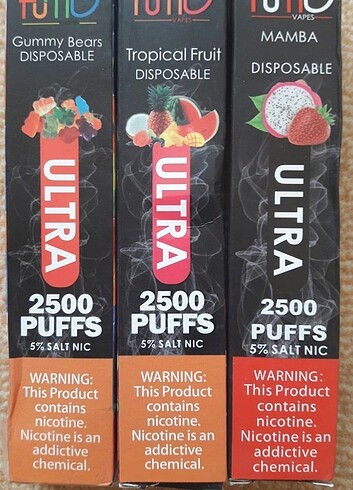 Gummy Bears
DISPOSABLE
ULTRA
2500
PUFFS
5% SALT NIC
WARNING:
This Product
contains
nicotine.
Nicotine is an
addictive
chemical.
VAPES
Tropical Fruit
DISPOSABLE
ULTRA
2500
PUFFS
5% SALT NIC
WARNING:
This Product
contains
nicotine.
Nicotine is an
addictive
chemical.
VAPES
MAMBA
DISPOSABLE
ULTRA
2500
PUFFS
5% SALT NIC
WARNING:
This Product
contains
nicotine.
Nicotine is an
addictive
chemical.